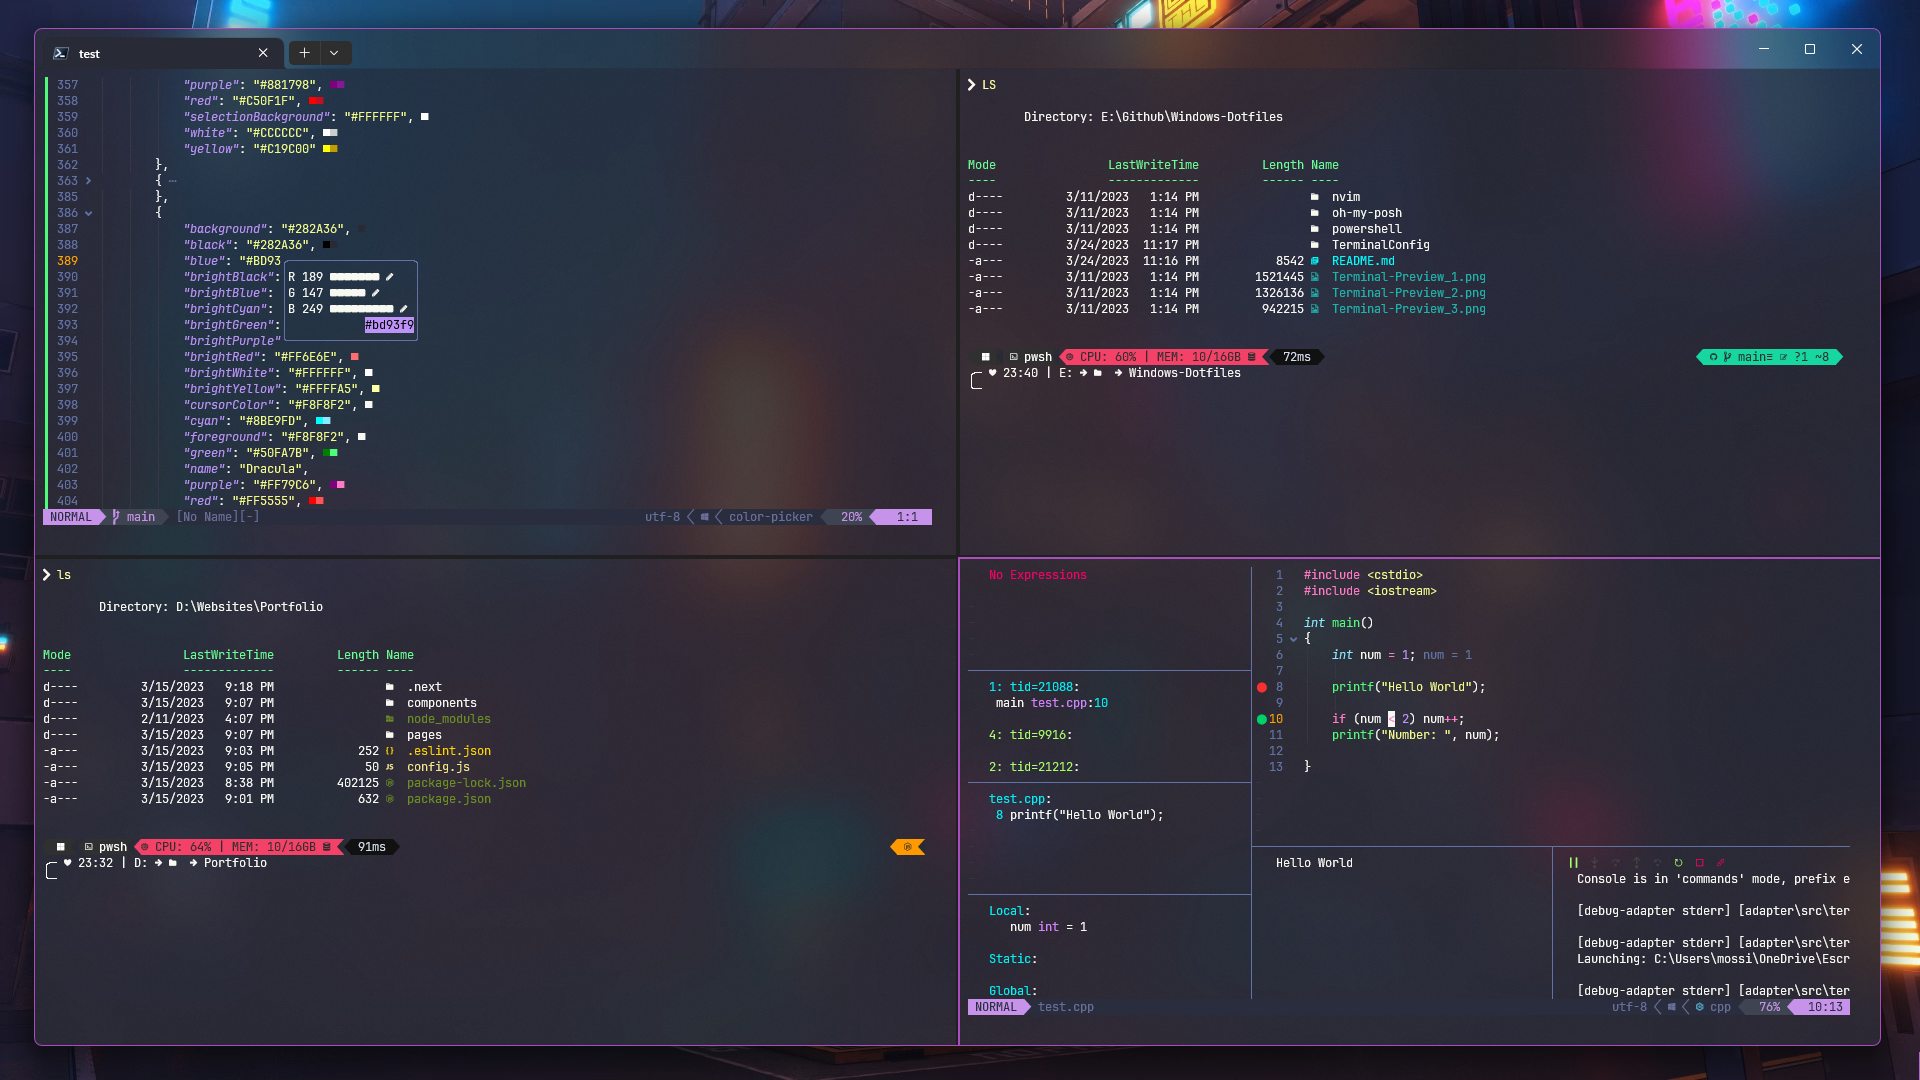 test
357 "purple": "#881798",
358 "red": "#C50F1F",
359 "selectionBackground": "#FFFFFF",
360 "white": "#CCCCCC",
361 "yellow": "#C19C00"
362 },
363 { ⋯
385 },
386 {
387 "background": "#282A36",
388 "black": "#282A36",
389 "blue": "#BD93
390 "brightBlack": R 189
391 "brightBlue": G 147
392 "brightCyan": B 249
393 "brightGreen": #bd93f9
394 "brightPurple"
395 "brightRed": "#FF6E6E",
396 "brightWhite": "#FFFFFF",
397 "brightYellow": "#FFFFA5",
398 "cursorColor": "#F8F8F2",
399 "cyan": "#8BE9FD",
400 "foreground": "#F8F8F2",
401 "green": "#50FA7B",
402 "name": "Dracula",
403 "purple": "#FF79C6",
404 "red": "#FF5555",
NORMAL main [No Name][-] utf-8 color-picker 20% 1:1
LS
Directory: E:\Github\Windows-Dotfiles
Mode LastWriteTime Length Name
---- ------------- ------ ----
d---- 3/11/2023 1:14 PM nvim
d---- 3/11/2023 1:14 PM oh-my-posh
d---- 3/11/2023 1:14 PM powershell
d---- 3/24/2023 11:17 PM TerminalConfig
-a--- 3/24/2023 11:16 PM 8542 README.md
-a--- 3/11/2023 1:14 PM 1521445 Terminal-Preview_1.png
-a--- 3/11/2023 1:14 PM 1326136 Terminal-Preview_2.png
-a--- 3/11/2023 1:14 PM 942215 Terminal-Preview_3.png
pwsh CPU: 60% | MEM: 10/16GB 72ms main≡ ?1 ~8
23:40 | E: Windows-Dotfiles
ls
Directory: D:\Websites\Portfolio
Mode LastWriteTime Length Name
---- ------------- ------ ----
d---- 3/15/2023 9:18 PM .next
d---- 3/15/2023 9:07 PM components
d---- 2/11/2023 4:07 PM node_modules
d---- 3/15/2023 9:07 PM pages
-a--- 3/15/2023 9:03 PM 252 {} .eslint.json
-a--- 3/15/2023 9:05 PM 50 JS config.js
-a--- 3/15/2023 8:38 PM 402125 package-lock.json
-a--- 3/15/2023 9:01 PM 632 package.json
pwsh CPU: 64% | MEM: 10/16GB 91ms
23:32 | D: Portfolio
No Expressions
1: tid=21088:
main test.cpp:10
4: tid=9916:
2: tid=21212:
test.cpp:
8 printf("Hello World");
Local:
num int = 1
Static:
Global:
1 #include <cstdio>
2 #include <iostream>
3
4 int main()
5 {
6 int num = 1; num = 1
7
8 printf("Hello World");
9
10 if (num < 2) num++;
11 printf("Number: ", num);
12
13 }
Hello World
Console is in 'commands' mode, prefix e
[debug-adapter stderr] [adapter\src\ter
[debug-adapter stderr] [adapter\src\ter
Launching: C:\Users\mossi\OneDrive\Escr
[debug-adapter stderr] [adapter\src\ter
NORMAL test.cpp utf-8 cpp 76% 10:13